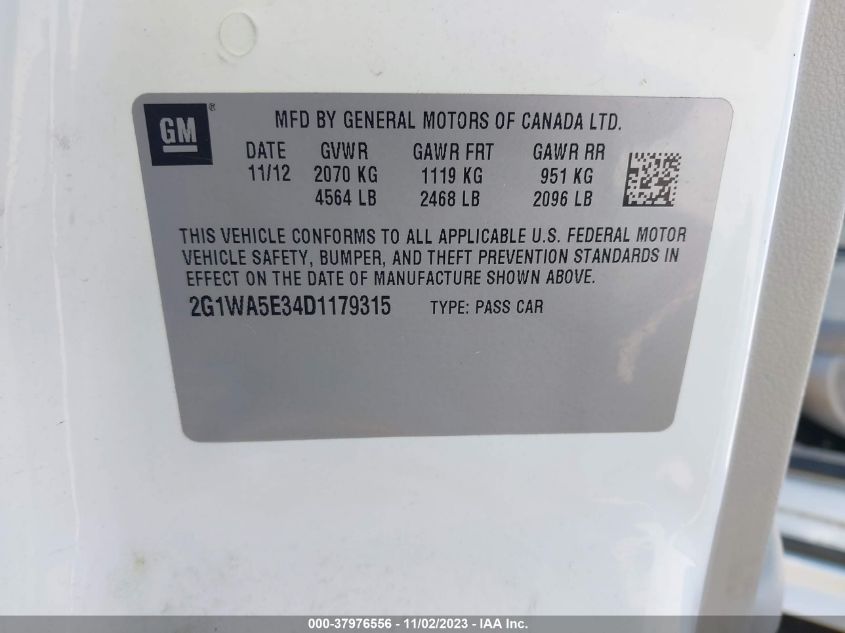 GM ®
MFD BY GENERAL MOTORS OF CANADA LTD.
DATE GVWR GAWR FRT GAWR RR
11/12 2070 KG 1119 KG 951 KG
4564 LB 2468 LB 2096 LB
THIS VEHICLE CONFORMS TO ALL APPLICABLE U.S. FEDERAL MOTOR
VEHICLE SAFETY, BUMPER, AND THEFT PREVENTION STANDARDS IN
EFFECT ON THE DATE OF MANUFACTURE SHOWN ABOVE.
2G1WA5E34D1179315 TYPE: PASS CAR
000-37976556 - 11/02/2023 - IAA Inc.